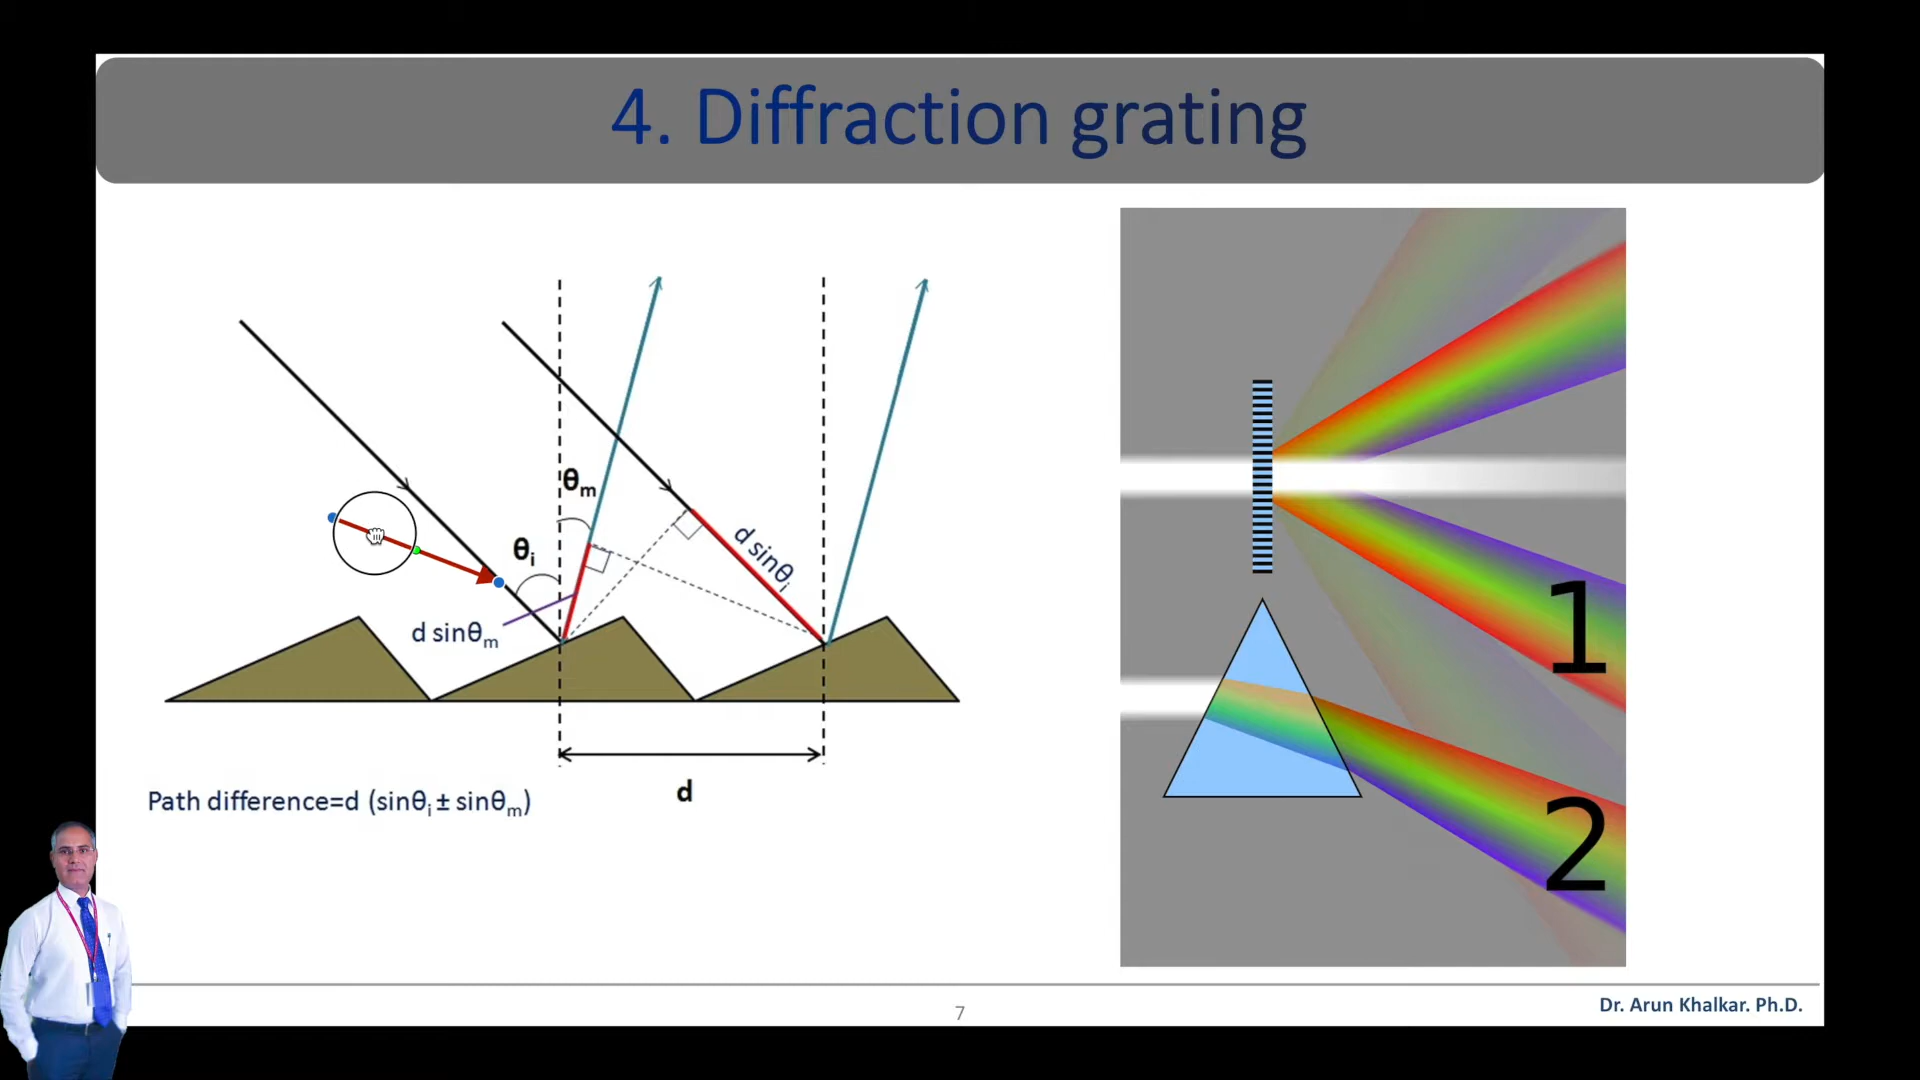 4. Diffraction grating
θm
θi
d sinθi
d sinθm
d
Path difference=d (sinθi ± sinθm)
1
2
7
Dr. Arun Khalkar. Ph.D.